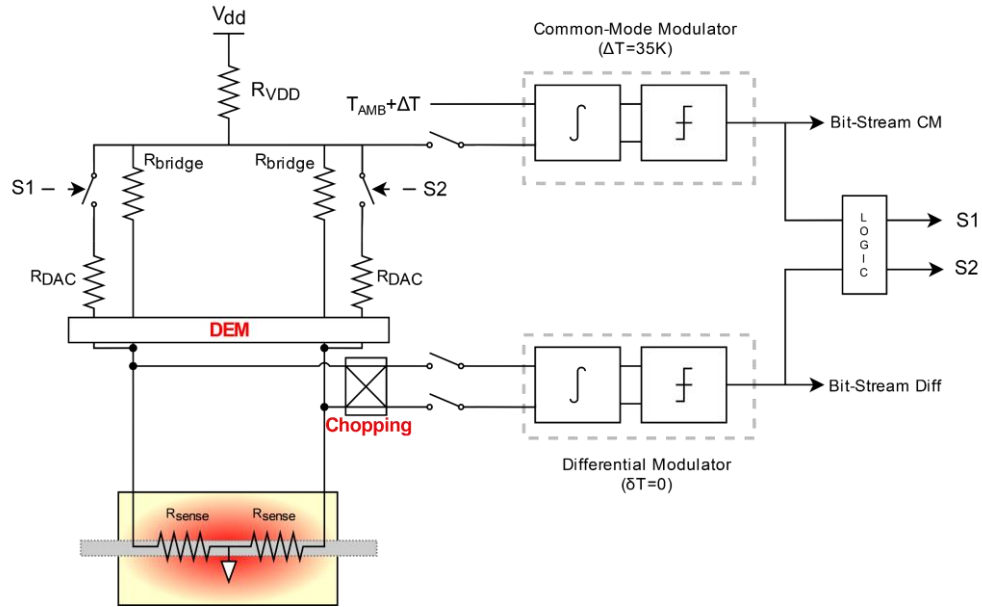 Vdd
RVDD
Common-Mode Modulator
(ΔT=35K)
TAMB+ΔT
Bit-Stream CM
Rbridge
Rbridge
S1
S2
RDAC
RDAC
LOGIC
S1
S2
DEM
Chopping
Bit-Stream Diff
Differential Modulator
(δT=0)
Rsense
Rsense